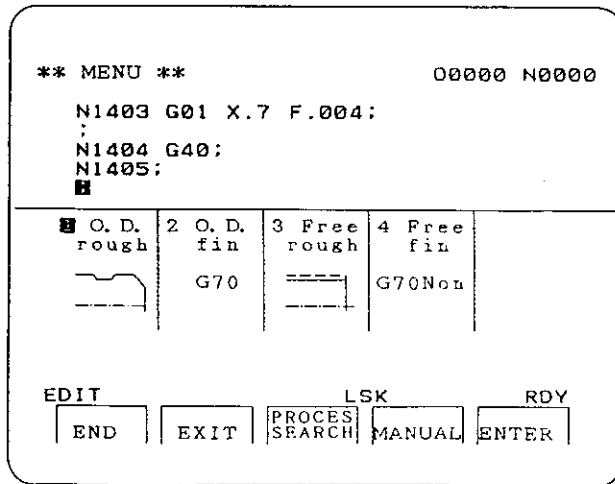 ** MENU ** O0000 N0000
N1403 G01 X.7 F.004;
;
N1404 G40;
N1405;
1 O.D. rough 2 O.D. fin 3 Free rough 4 Free fin
G70 G70Non
EDIT LSK RDY
END EXIT PROCES SEARCH MANUAL ENTER